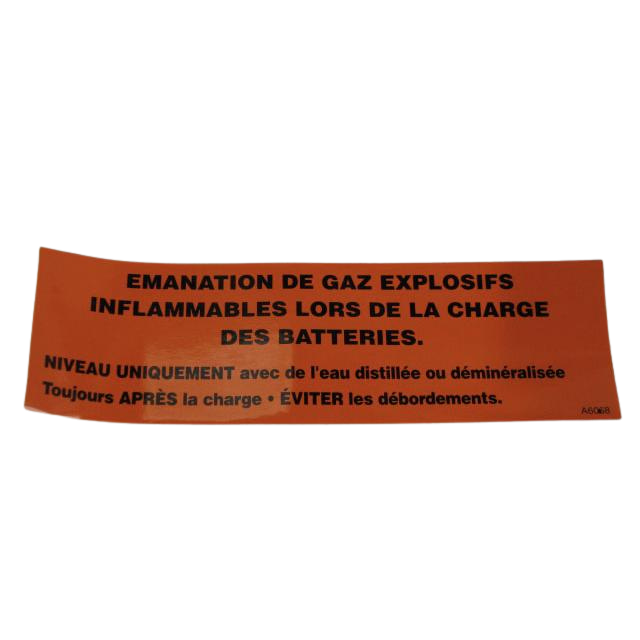 EMANATION DE GAZ EXPLOSIFS
INFLAMMABLES LORS DE LA CHARGE
DES BATTERIES.
NIVEAU UNIQUEMENT avec de l'eau distillée ou déminéralisée
Toujours APRÈS la charge • ÉVITER les débordements.
A6068